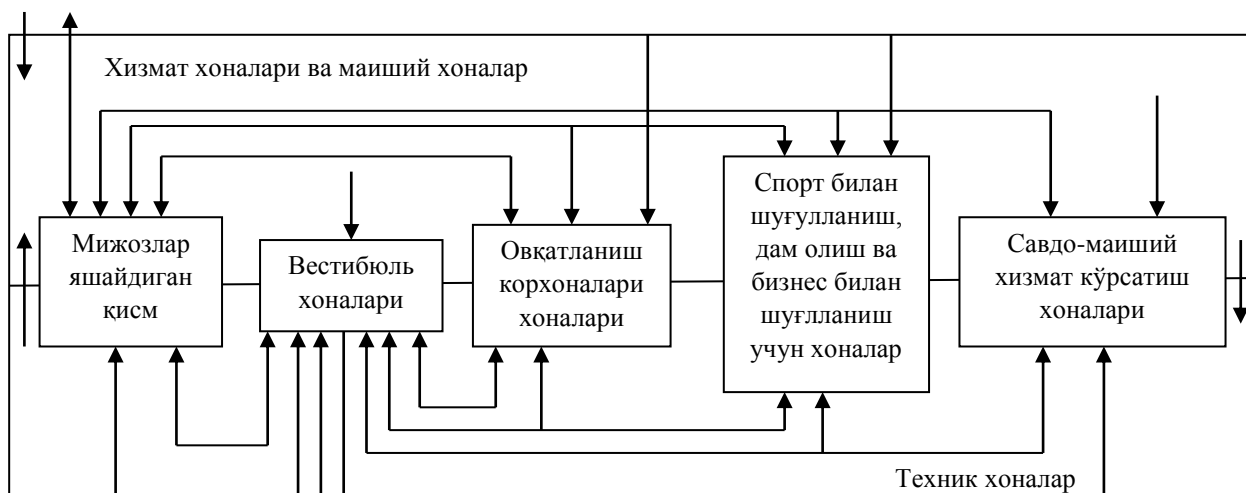 Хизмат хоналари ва маиший хоналар
Мижозлар
яшайдиган
қисм
Вестибюль
хоналари
Овқатланиш
корхоналари
хоналари
Спорт билан
шуғулланиш,
дам олиш ва
бизнес билан
шуғлланиш
учун хоналар
Савдо-маиший
хизмат кўрсатиш
хоналари
Техник хоналар